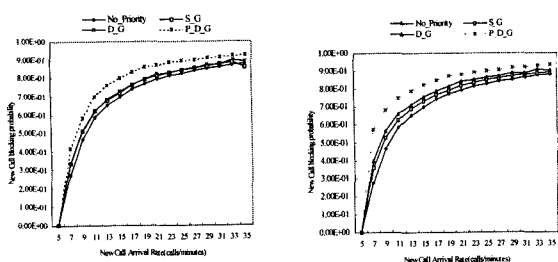 No_Priority
S_G
D_G
P_D_G
1.00E+00
9.00E-01
8.00E-01
7.00E-01
6.00E-01
5.00E-01
4.00E-01
3.00E-01
2.00E-01
1.00E-01
0.00E+00
New Call blocking probability
5 7 9 11 13 15 17 19 21 23 25 27 29 31 33 35
New Call Arrival Rate(calls/minutes)
No_Priority
S_G
D_G
P_D_G
1.00E+00
9.00E-01
8.00E-01
7.00E-01
6.00E-01
5.00E-01
4.00E-01
3.00E-01
2.00E-01
1.00E-01
0.00E+00
New Call blocking probability
5 7 9 11 13 15 17 19 21 23 25 27 29 31 33 35
New Call Arrival Rate(calls/minutes)